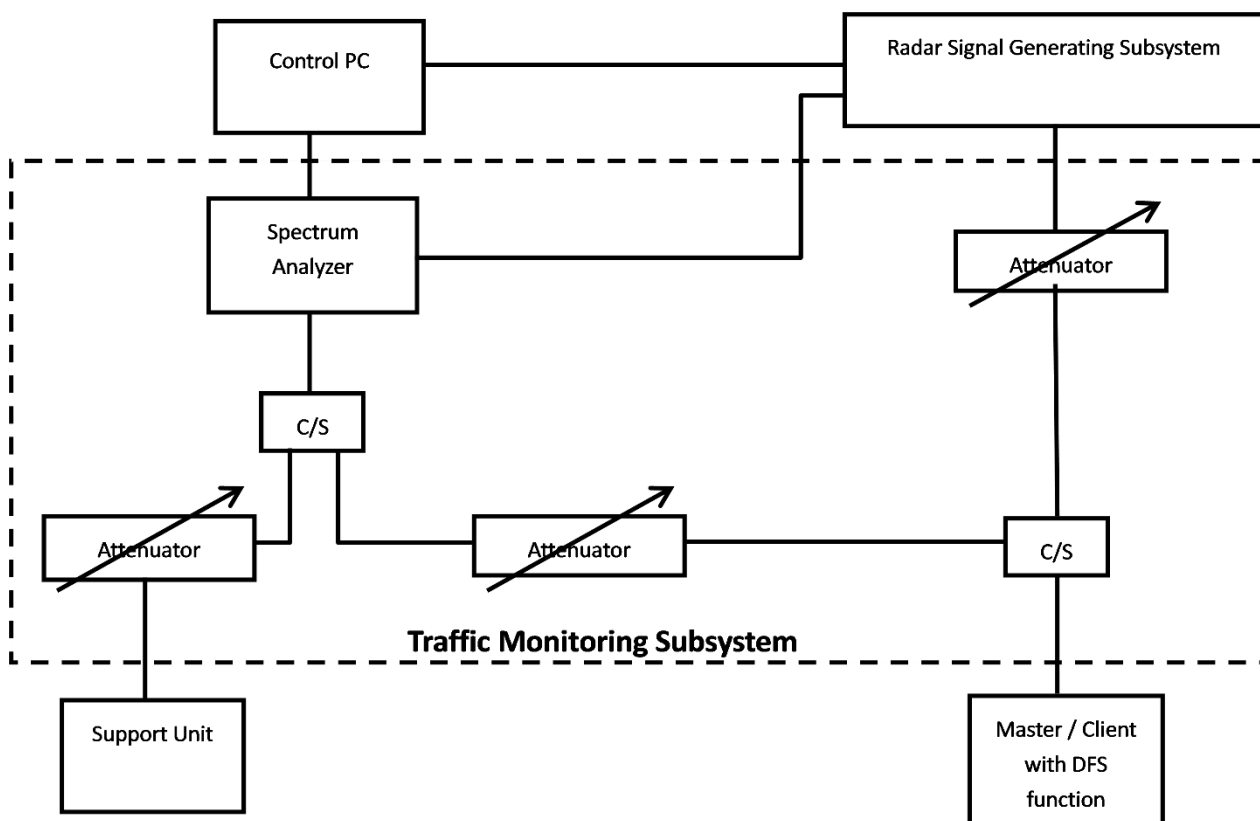 Control PC
Radar Signal Generating Subsystem
Spectrum
Analyzer
Attenuator
C/S
Attenuator
Attenuator
C/S
Traffic Monitoring Subsystem
Support Unit
Master / Client
with DFS
function